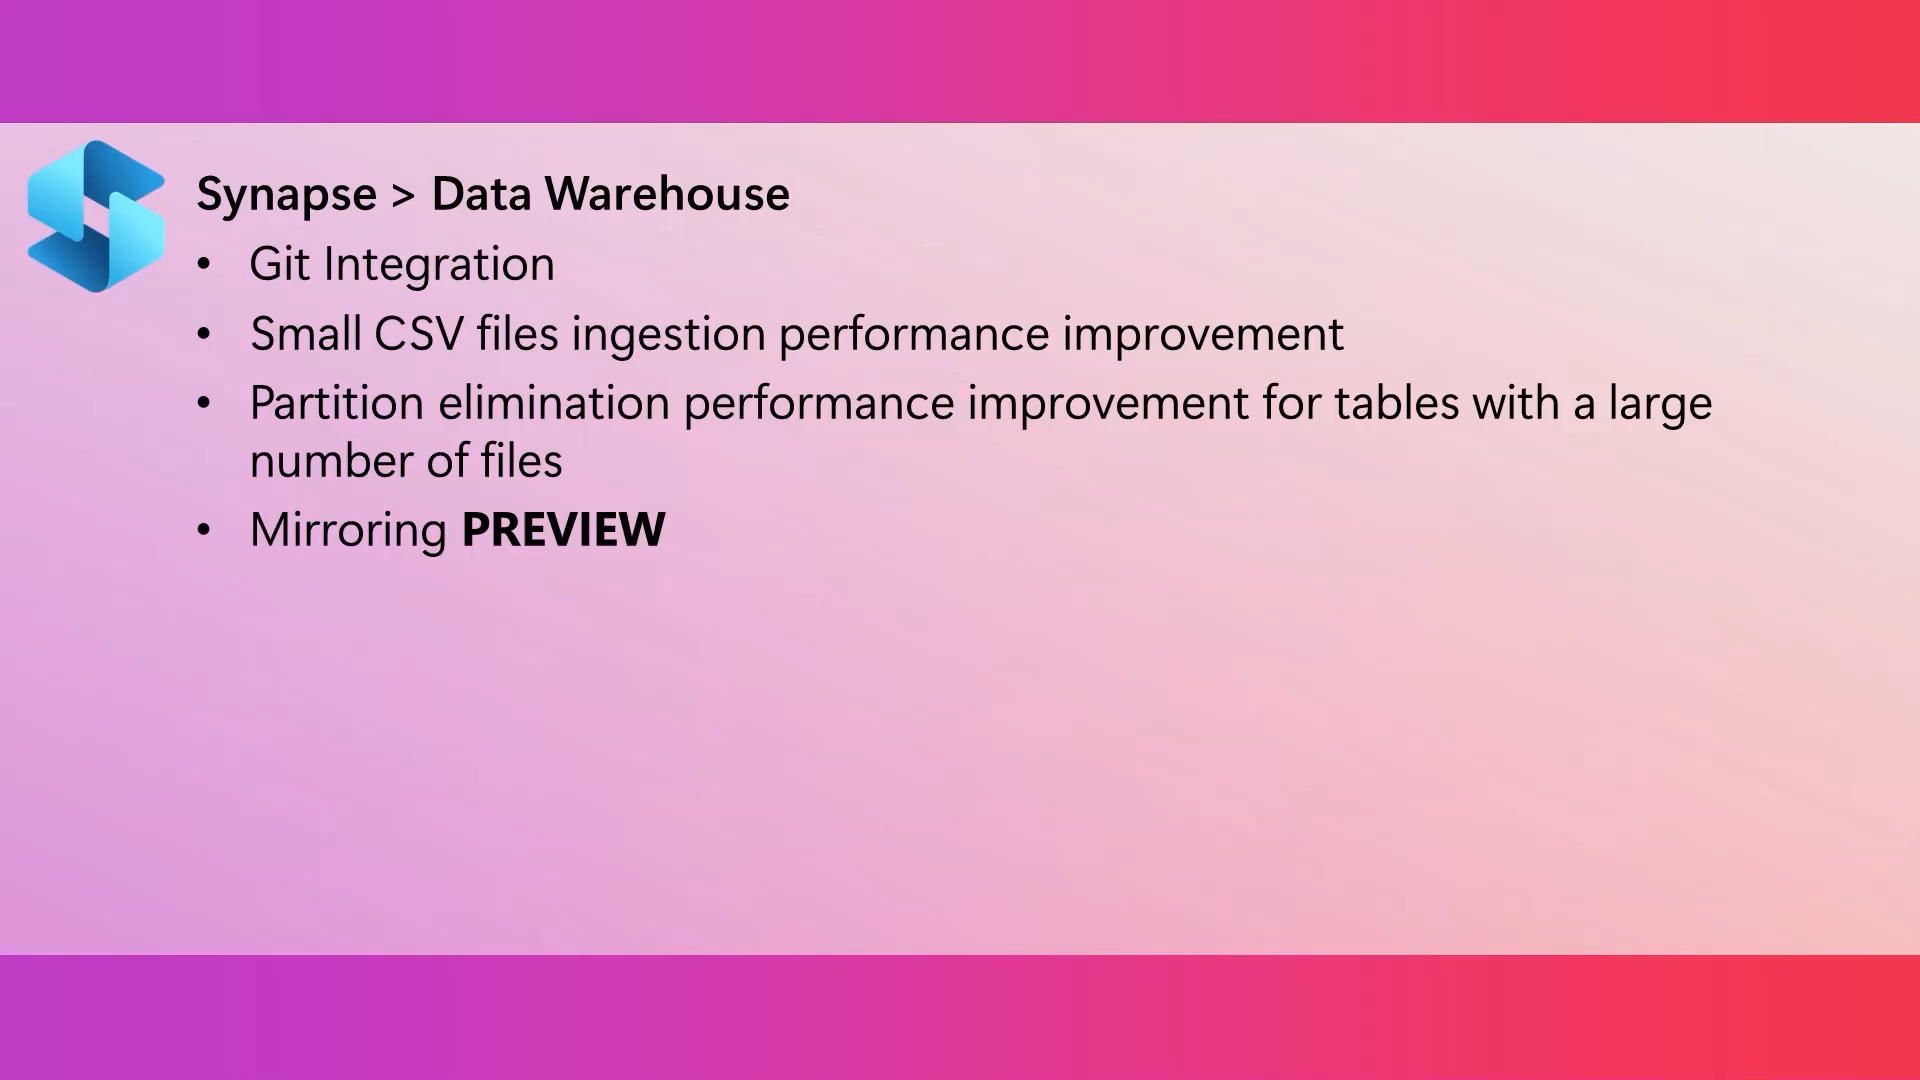 Synapse > Data Warehouse
• Git Integration
• Small CSV files ingestion performance improvement
• Partition elimination performance improvement for tables with a large
number of files
• Mirroring PREVIEW